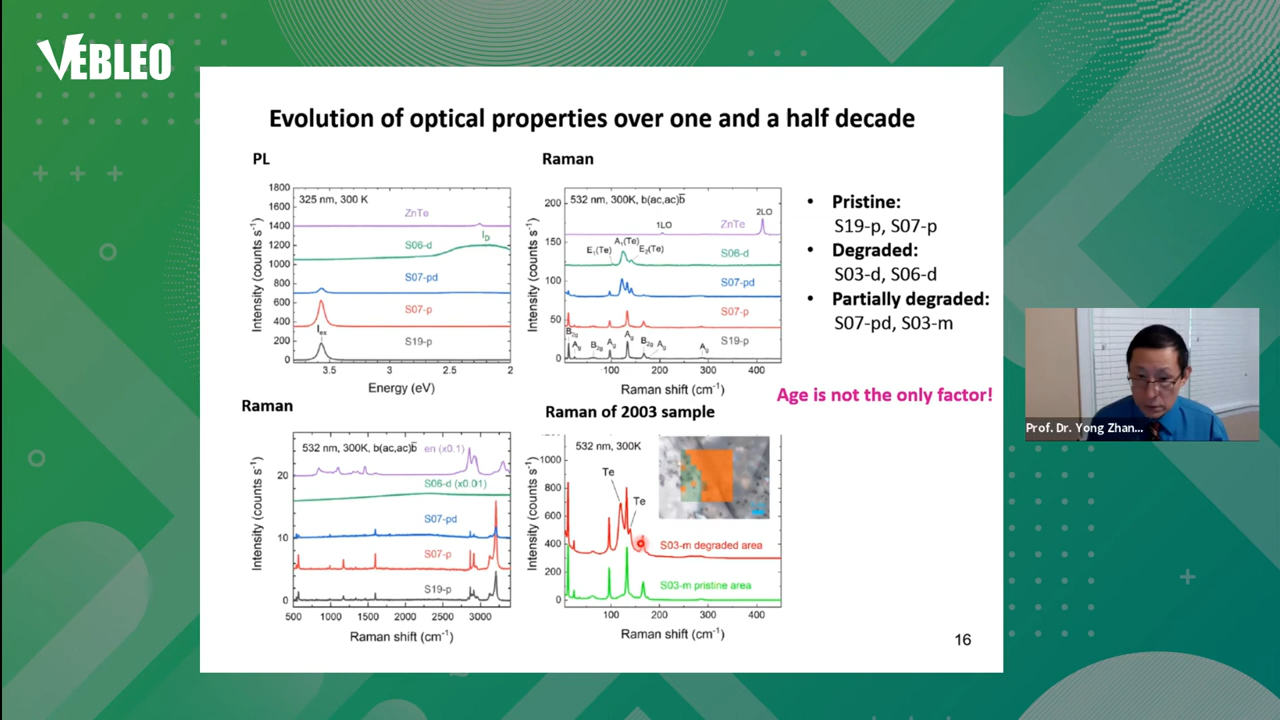 VEBLEO
Evolution of optical properties over one and a half decade
PL
1800
1600
1400
1200
1000
800
600
400
200
0
Intensity (counts s⁻¹)
325 nm, 300 K
ZnTe
S06-d
I_D
S07-pd
S07-p
I_ex
S19-p
3.5
3.0
2.5
2
Energy (eV)
Raman
200
150
100
50
0
Intensity (counts s⁻¹)
532 nm, 300K, b(ac,ac)b̅
2LO
1LO
ZnTe
A₁(Te)
E₁(Te)
E₂(Te)
S06-d
S07-pd
S07-p
S19-p
B₂g
Ag
B₂g
Ag
Ag
B₂g
Ag
Ag
100
200
300
400
Raman shift (cm⁻¹)
• Pristine:
S19-p, S07-p
• Degraded:
S03-d, S06-d
• Partially degraded:
S07-pd, S03-m
Age is not the only factor!
Raman
20
10
0
Intensity (counts s⁻¹)
532 nm, 300K, b(ac,ac)b̅
en (x0.1)
S06-d (x0.01)
S07-pd
S07-p
S19-p
500
1000
1500
2000
2500
3000
Raman shift (cm⁻¹)
Raman of 2003 sample
1000
800
600
400
200
0
Intensity (counts s⁻¹)
532 nm, 300K
Te
Te
S03-m degraded area
S03-m pristine area
100
200
300
400
Raman shift (cm⁻¹)
16
Prof. Dr. Yong Zhan...